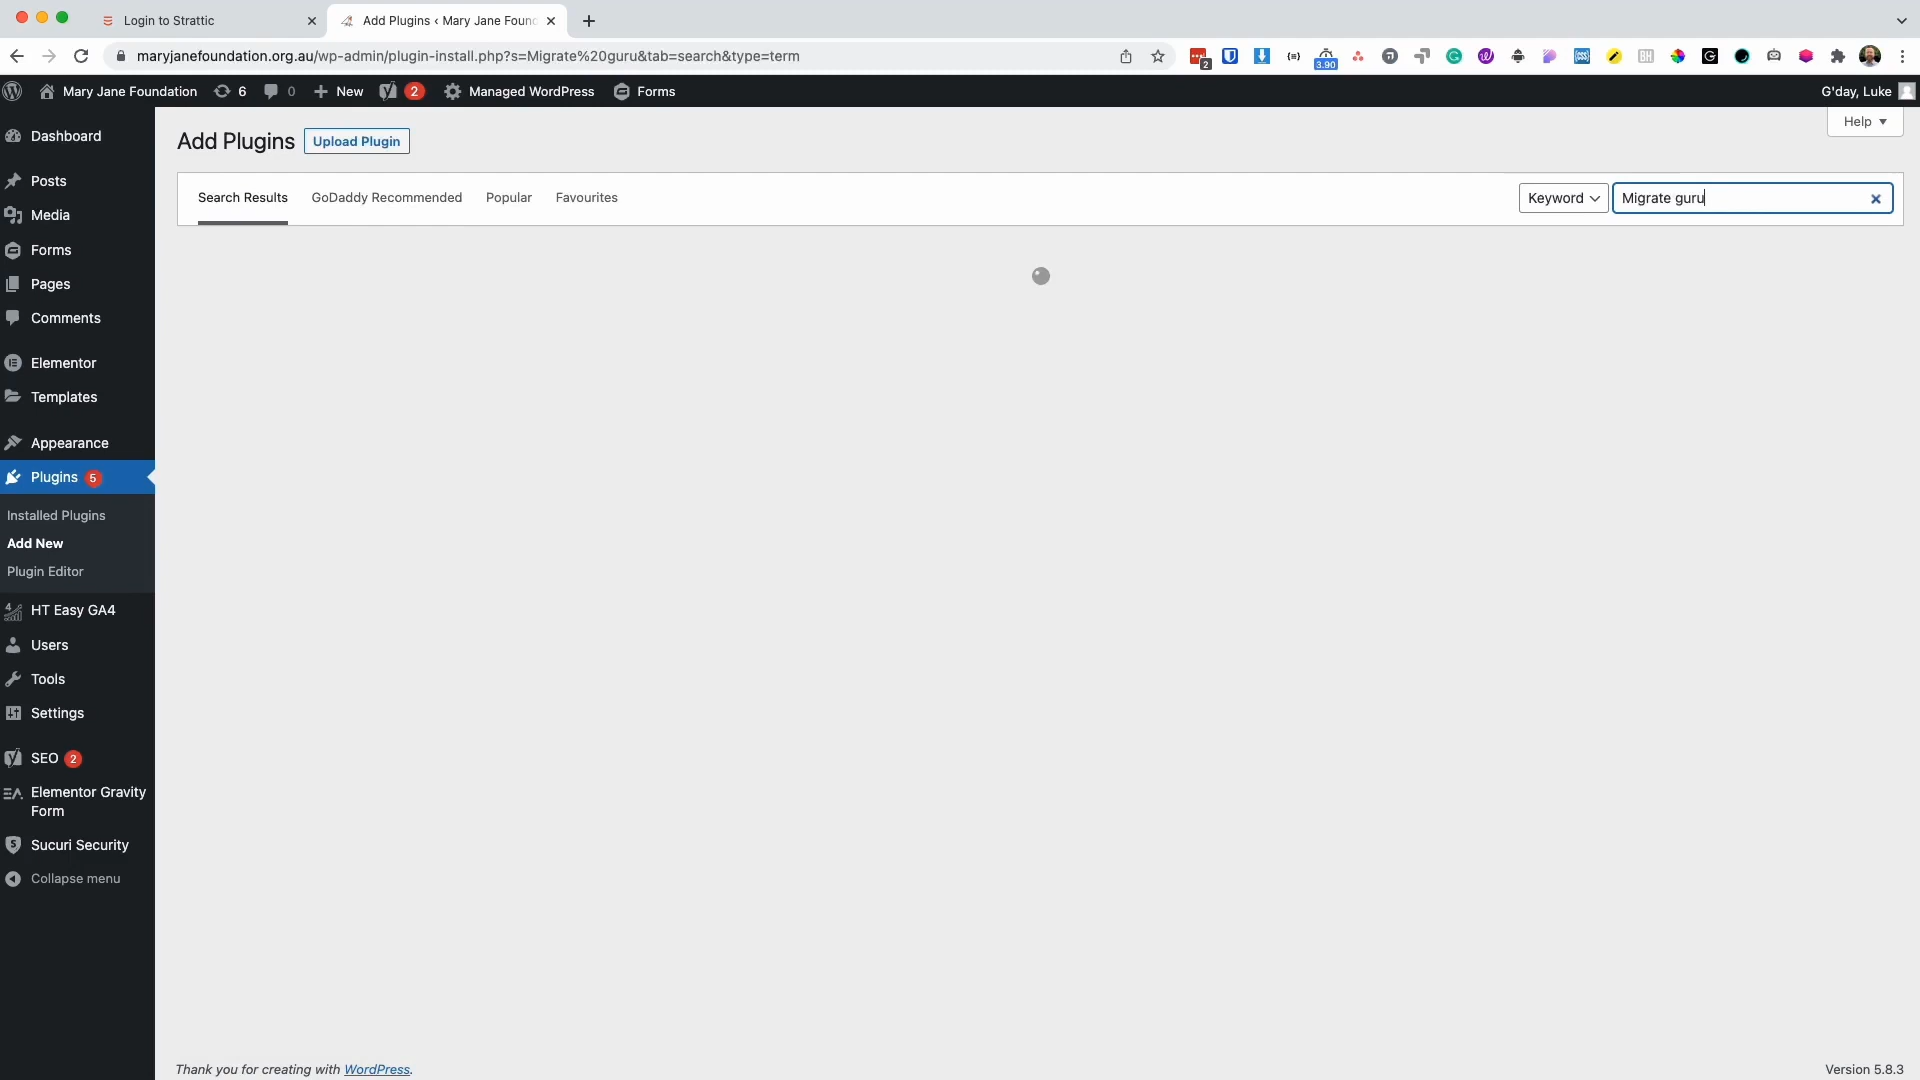 Login to Strattic
Add Plugins ‹ Mary Jane Foun
maryjanefoundation.org.au/wp-admin/plugin-install.php?s=Migrate%20guru&tab=search&type=term
2
3.90
Mary Jane Foundation
6
0
New
2
Managed WordPress
Forms
G'day, Luke
Dashboard
Posts
Media
Forms
Pages
Comments
Elementor
Templates
Appearance
Plugins 5
Installed Plugins
Add New
Plugin Editor
HT Easy GA4
Users
Tools
Settings
SEO 2
Elementor Gravity
Form
Sucuri Security
Collapse menu
Add Plugins
Upload Plugin
Help
Search Results
GoDaddy Recommended
Popular
Favourites
Keyword
Migrate guru
Thank you for creating with WordPress.
Version 5.8.3